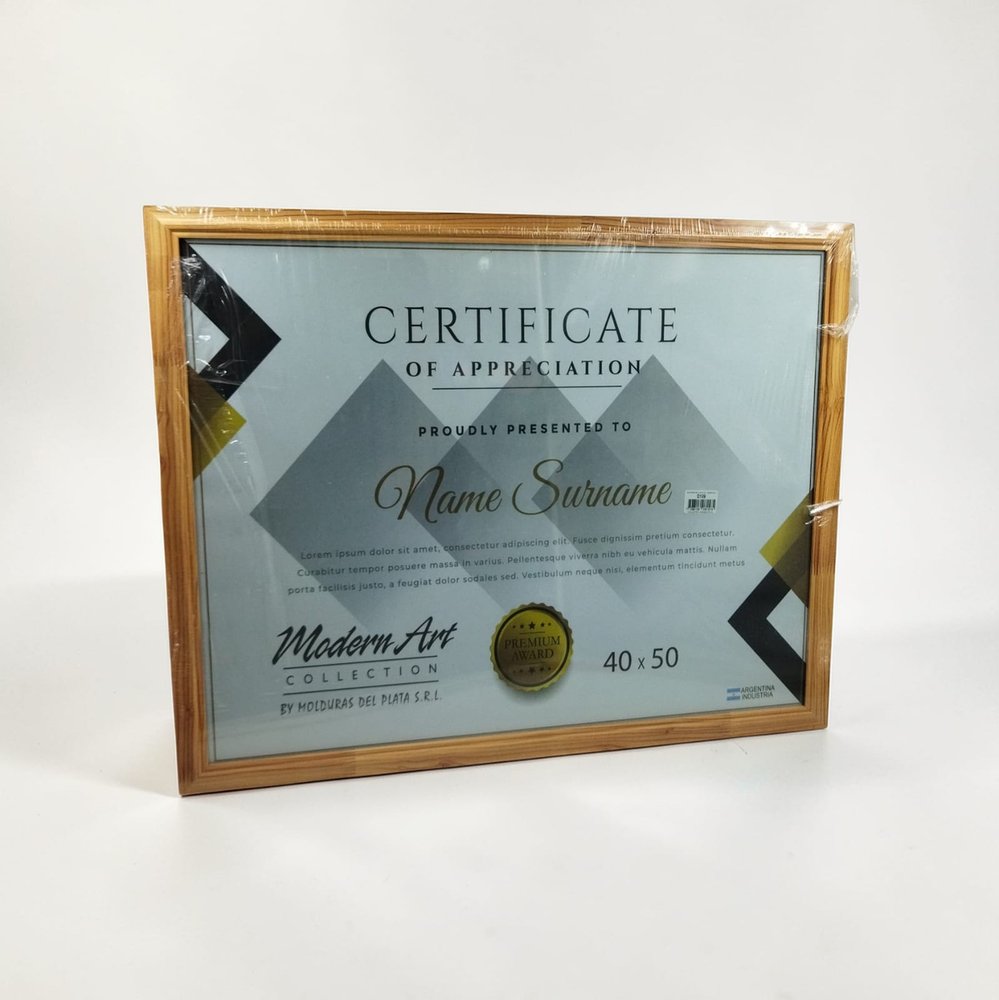 CERTIFICATE
OF APPRECIATION
PROUDLY PRESENTED TO
Name Surname
Lorem ipsum dolor sit amet, consectetur adipiscing elit. Fusce dignissim pretium consectetur.
Curabitur tempor posuere massa in varius. Pellentesque viverra nibh eu vehicula mattis. Nullam
porta facilisis justo, a feugiat dolor sodales sed. Vestibulum neque nisi, elementum tincidunt metus
Modern Art
COLLECTION
BY MOLDURAS DEL PLATA S.R.L.
PREMIUM
AWARD
40 x 50
ARGENTINA
INDUSTRIA